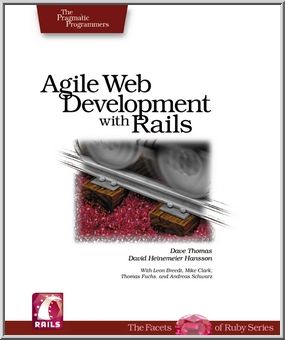 The
Pragmatic
Programmers
Agile Web
Development
with Rails
Dave Thomas
David Heinemeier Hansson
With Leon Breedt, Mike Clark,
Thomas Fuchs, and Andreas Schwarz
RAILS
The Facets of Ruby Series